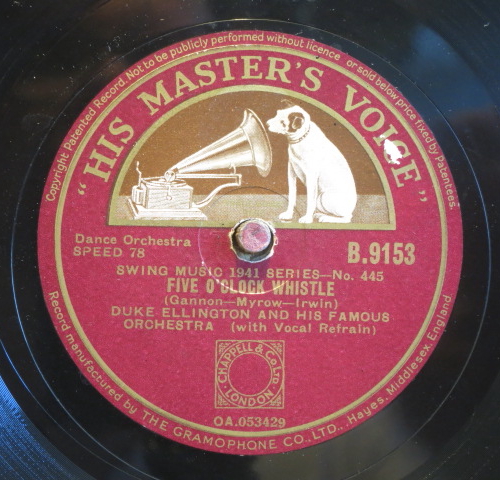 Copyright Patented Record Not to be publicly performed without licence or sold below price fixed by Patentees.
"HIS MASTER'S VOICE"
Dance Orchestra
SPEED 78
B.9153
SWING MUSIC 1941 SERIES—No. 445
FIVE O'CLOCK WHISTLE
(Gannon—Myrow—Irwin)
DUKE ELLINGTON AND HIS FAMOUS
ORCHESTRA (with Vocal Refrain)
CHAPPELL & CO LTD
LONDON
OA.053429
Record manufactured by THE GRAMOPHONE CO., LTD., Hayes, Middlesex, England